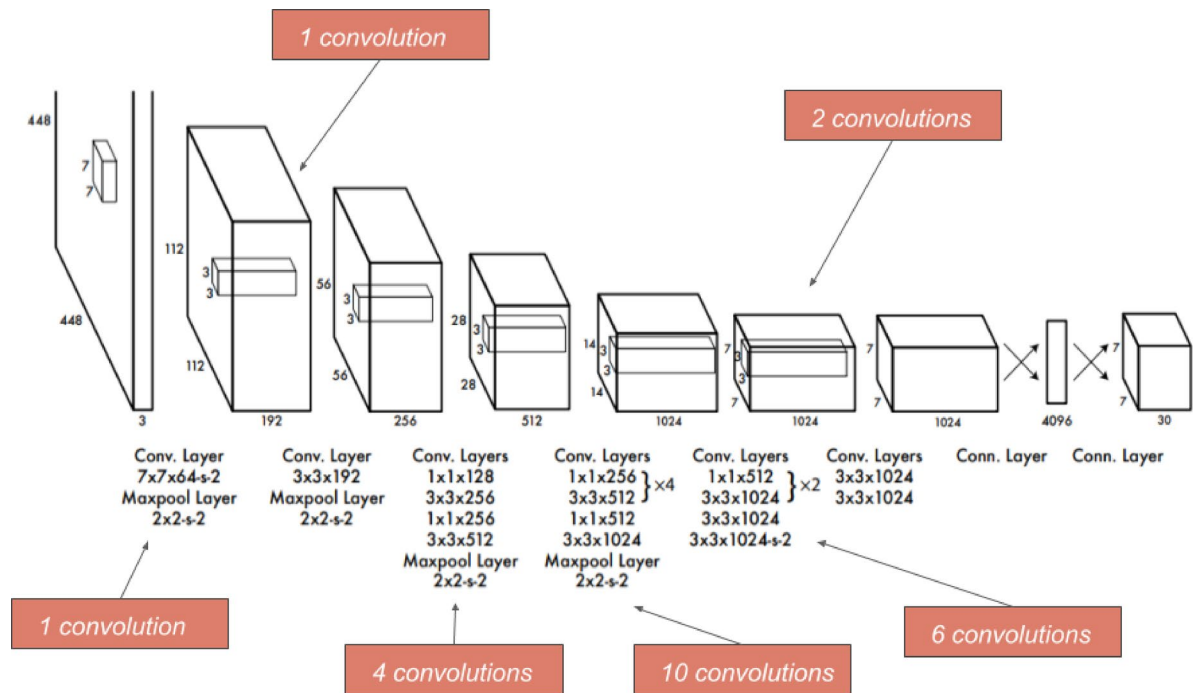 1 convolution
2 convolutions
448
7
7
448
3
112
3
3
112
192
56
3
3
56
256
28
3
3
28
512
14
3
3
14
1024
7
3
3
7
1024
7
7
1024
4096
7
7
30
Conv. Layer
7x7x64-s-2
Maxpool Layer
2x2-s-2
Conv. Layer
3x3x192
Maxpool Layer
2x2-s-2
Conv. Layers
1x1x128
3x3x256
1x1x256
3x3x512
Maxpool Layer
2x2-s-2
Conv. Layers
1x1x256
3x3x512
}×4
1x1x512
3x3x1024
Maxpool Layer
2x2-s-2
Conv. Layers
1x1x512
3x3x1024
}×2
3x3x1024
3x3x1024-s-2
Conv. Layers
3x3x1024
3x3x1024
Conn. Layer
Conn. Layer
1 convolution
4 convolutions
10 convolutions
6 convolutions